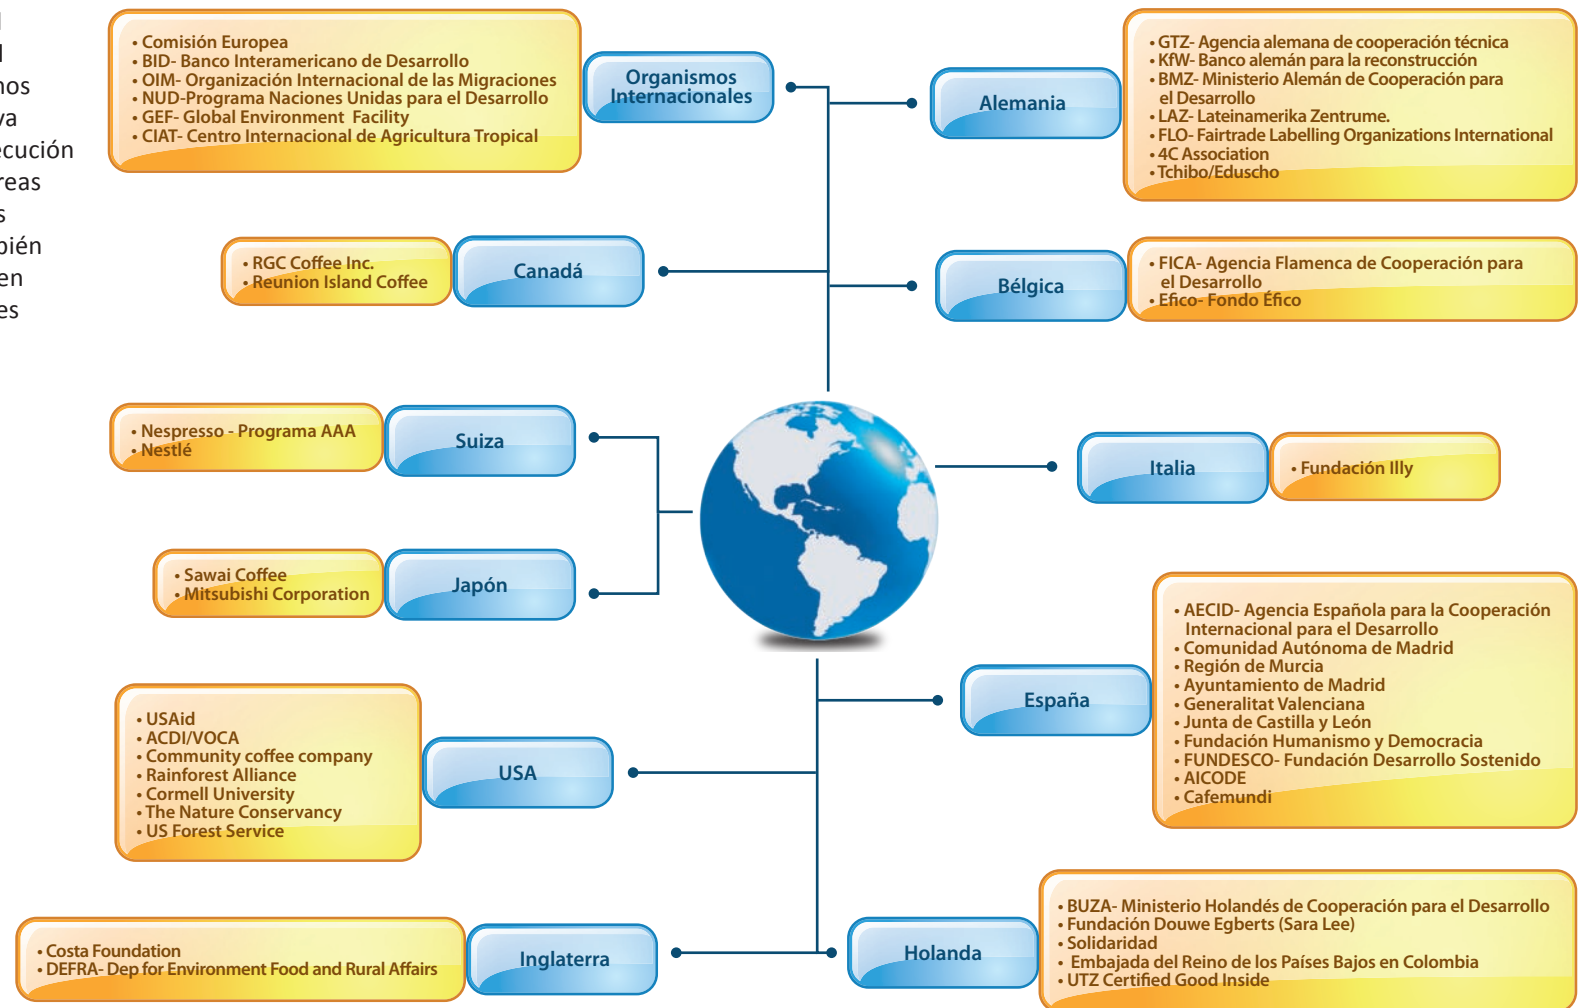 nos
va
ecución
reas
s
bién
en
es
• Comisión Europea
• BID- Banco Interamericano de Desarrollo
• OIM- Organización Internacional de las Migraciones
• NUD-Programa Naciones Unidas para el Desarrollo
• GEF- Global Environment Facility
• CIAT- Centro Internacional de Agricultura Tropical
Organismos
Internacionales
Alemania
• GTZ- Agencia alemana de cooperación técnica
• KfW- Banco alemán para la reconstrucción
• BMZ- Ministerio Alemán de Cooperación para
el Desarrollo
• LAZ- Lateinamerika Zentrume.
• FLO- Fairtrade Labelling Organizations International
• 4C Association
• Tchibo/Eduscho
• RGC Coffee Inc.
• Reunion Island Coffee
Canadá
Bélgica
• FICA- Agencia Flamenca de Cooperación para
el Desarrollo
• Efico- Fondo Éfico
• Nespresso - Programa AAA
• Nestlé
Suiza
Italia
• Fundación Illy
• Sawai Coffee
• Mitsubishi Corporation
Japón
España
• AECID- Agencia Española para la Cooperación
Internacional para el Desarrollo
• Comunidad Autónoma de Madrid
• Región de Murcia
• Ayuntamiento de Madrid
• Generalitat Valenciana
• Junta de Castilla y León
• Fundación Humanismo y Democracia
• FUNDESCO- Fundación Desarrollo Sostenido
• AICODE
• Cafemundi
• USAid
• ACDI/VOCA
• Community coffee company
• Rainforest Alliance
• Cormell University
• The Nature Conservancy
• US Forest Service
USA
• Costa Foundation
• DEFRA- Dep for Environment Food and Rural Affairs
Inglaterra
Holanda
• BUZA- Ministerio Holandés de Cooperación para el Desarrollo
• Fundación Douwe Egberts (Sara Lee)
• Solidaridad
• Embajada del Reino de los Países Bajos en Colombia
• UTZ Certified Good Inside